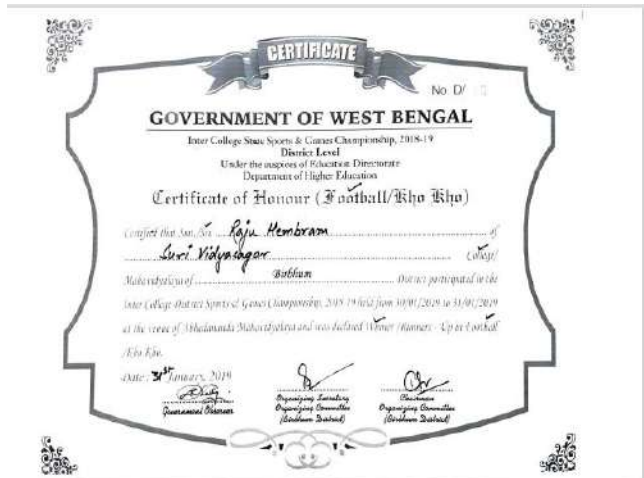 CERTIFICATE
No. D/
GOVERNMENT OF WEST BENGAL
Inter College State Sports & Games Championship, 2018-19
District Level
Under the auspices of Education Directorate
Department of Higher Education
Certificate of Honour (Football/Kho Kho)
Certified that Sm./Sri Raju Hembram of
Suri Vidyasagar College/
Mahavidyalaya of Birbhum District participated in the
Inter College District Sports & Games Championship, 2018-19 held from 30/01/2019 to 31/01/2019
at the venue of Abhedananda Mahavidyalaya and was declared Winner /Runners - Up in Football
/Kho Kho.
Date : 31st January, 2019
Government Observer
Organizing Secretary
Organizing Committee
(Birbhum District)
Chairman
Organizing Committee
(Birbhum District)